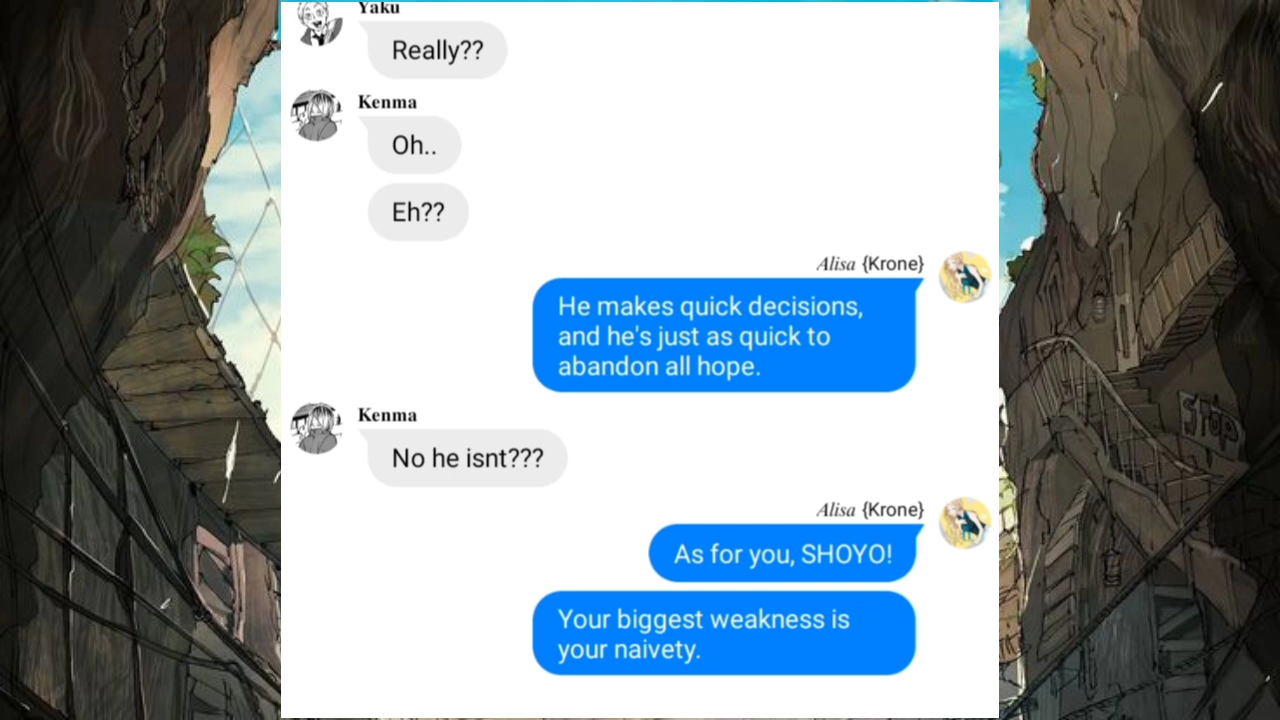 Yaku
Really??
Kenma
Oh..
Eh??
Alisa {Krone}
He makes quick decisions,
and he's just as quick to
abandon all hope.
Kenma
No he isnt???
Alisa {Krone}
As for you, SHOYO!
Your biggest weakness is
your naivety.
STOP